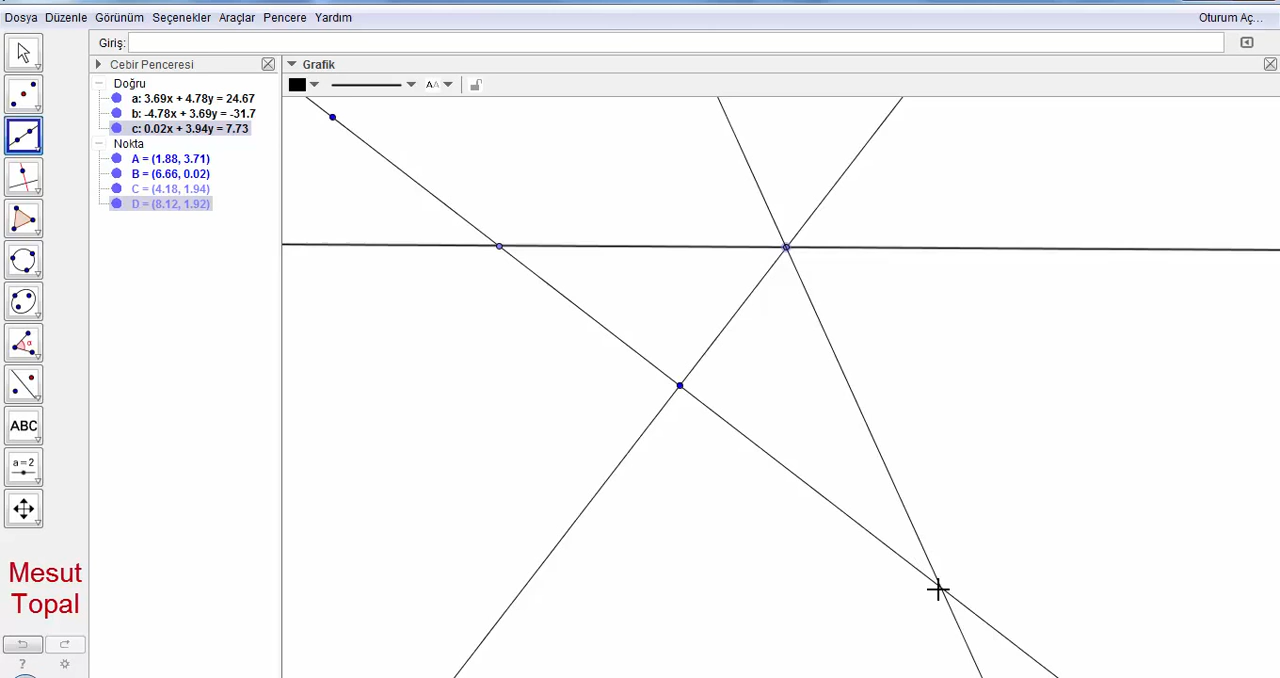 Dosya Düzenle Görünüm Seçenekler Araçlar Pencere Yardım Oturum Aç...
Giriş:
Cebir Penceresi
Grafik
AA
Doğru
a: 3.69x + 4.78y = 24.67
b: -4.78x + 3.69y = -31.7
c: 0.02x + 3.94y = 7.73
Nokta
A = (1.88, 3.71)
B = (6.66, 0.02)
C = (4.18, 1.94)
D = (8.12, 1.92)
α
ABC
a=2
Mesut
Topal
?